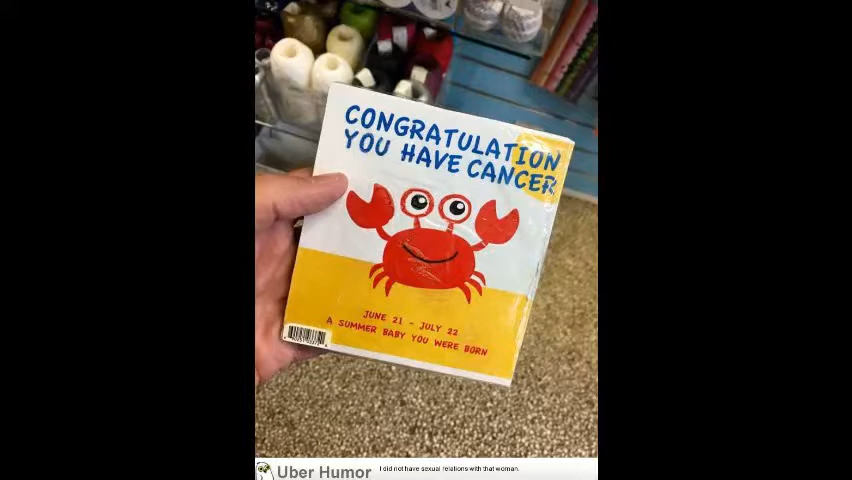 CONGRATULATION
YOU HAVE CANCER
JUNE 21 - JULY 22
A SUMMER BABY YOU WERE BORN
Uber Humor
I did not have sexual relations with that woman.